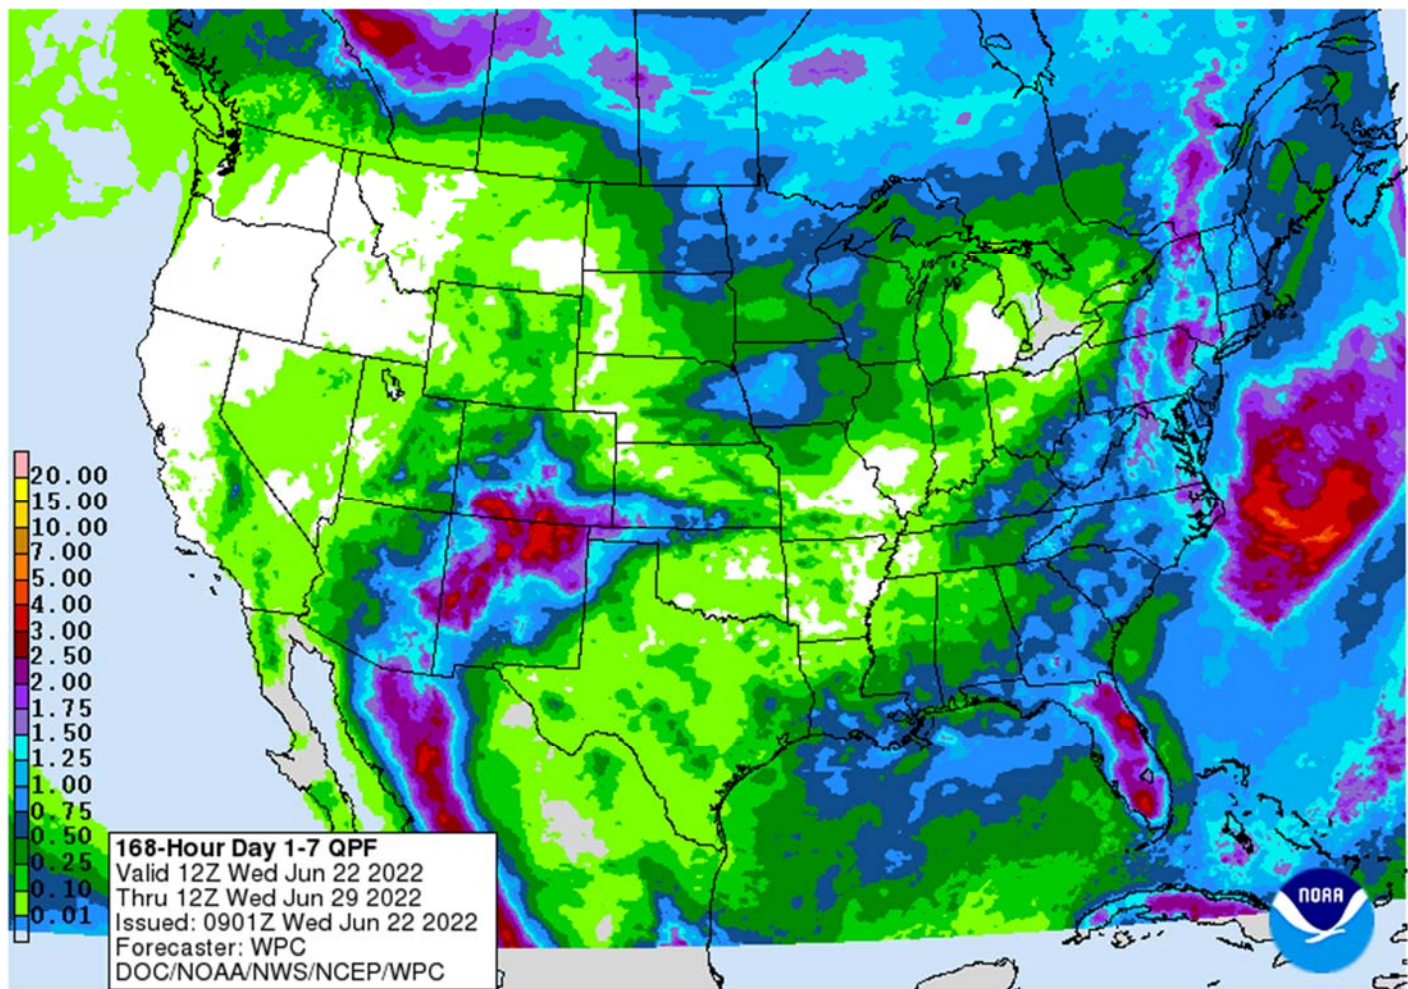 20.00
15.00
10.00
7.00
5.00
4.00
3.00
2.50
2.00
1.75
1.50
1.25
1.00
0.75
0.50
0.25
0.10
0.01
168-Hour Day 1-7 QPF
Valid 12Z Wed Jun 22 2022
Thru 12Z Wed Jun 29 2022
Issued: 0901Z Wed Jun 22 2022
Forecaster: WPC
DOC/NOAA/NWS/NCEP/WPC
NOAA